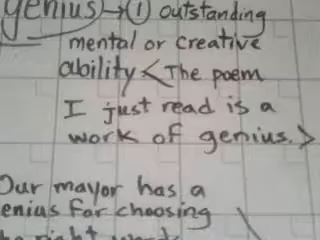 genius → ① outstanding
mental or creative
ability < The poem
I just read is a
work of genius. >
Our mayor has a
genius for choosing